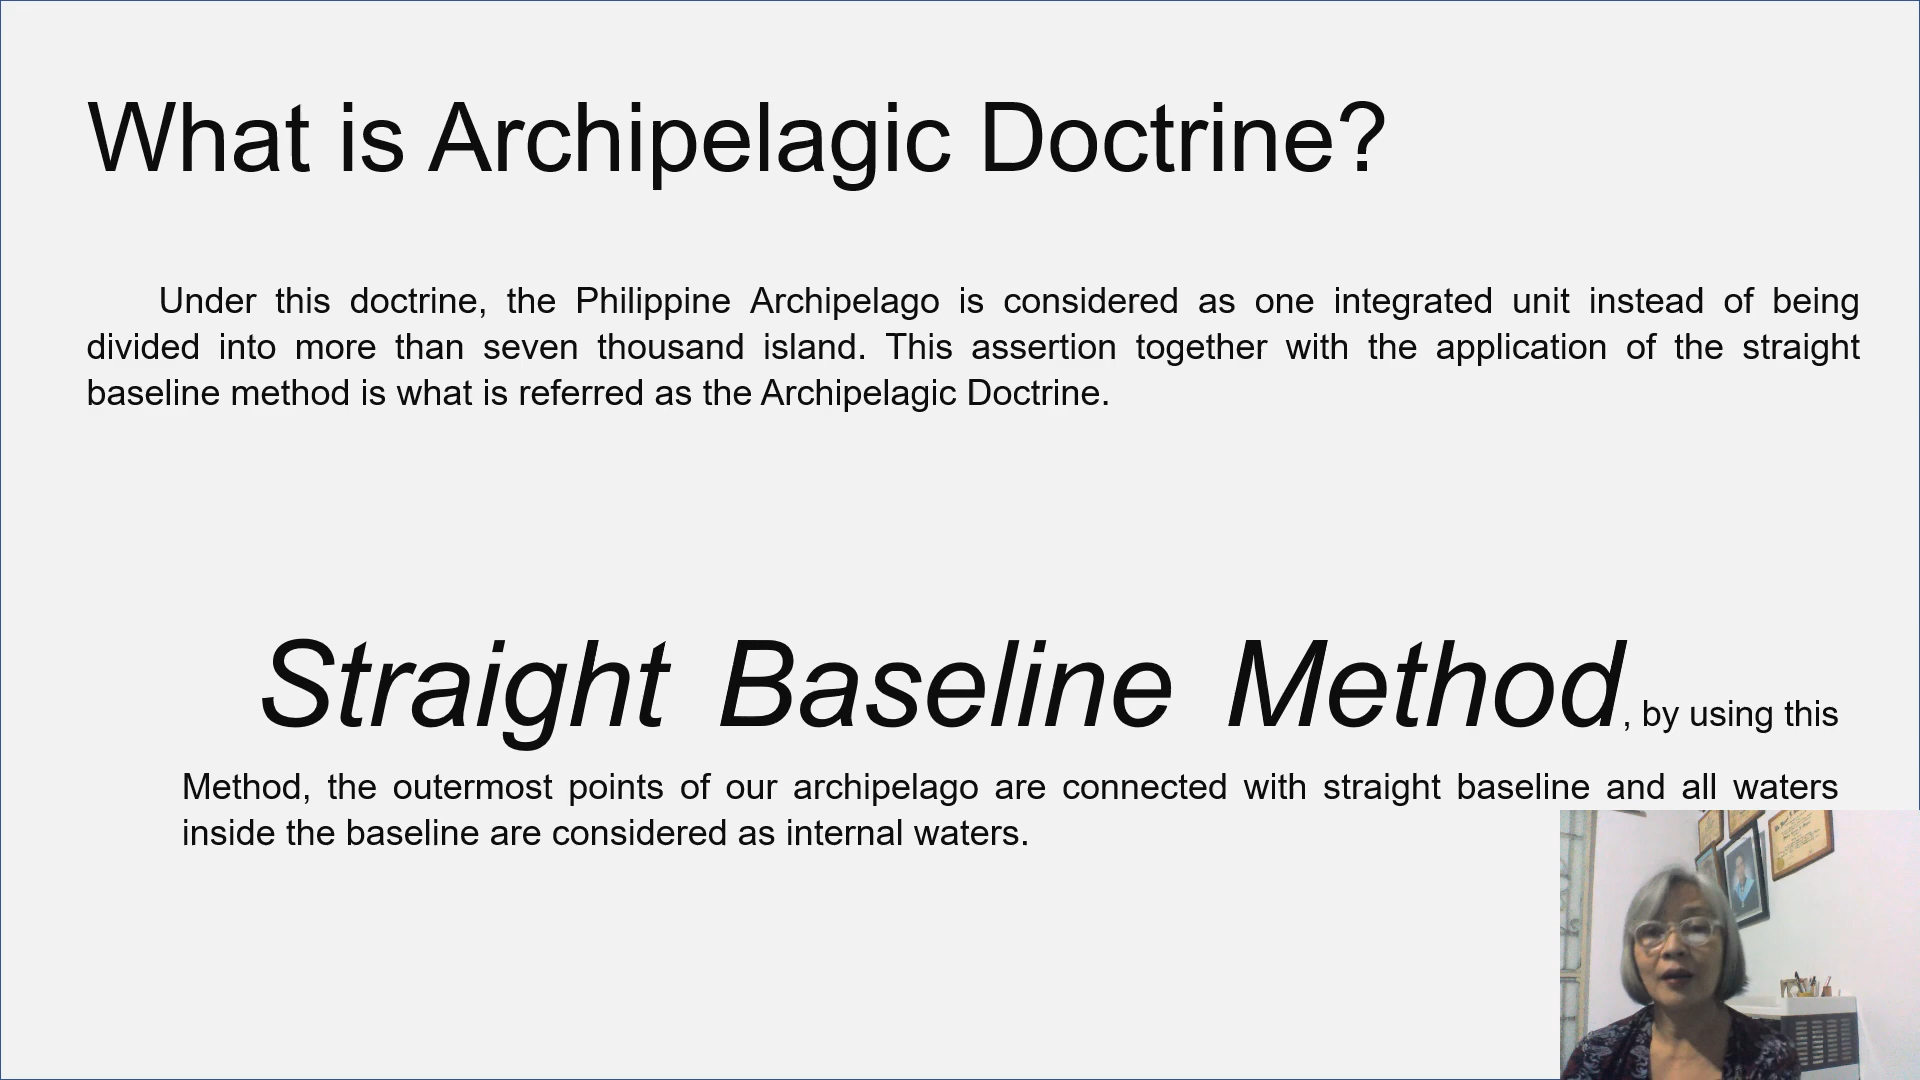 What is Archipelagic Doctrine?
Under this doctrine, the Philippine Archipelago is considered as one integrated unit instead of being
divided into more than seven thousand island. This assertion together with the application of the straight
baseline method is what is referred as the Archipelagic Doctrine.
Straight Baseline Method, by using this
Method, the outermost points of our archipelago are connected with straight baseline and all waters
inside the baseline are considered as internal waters.